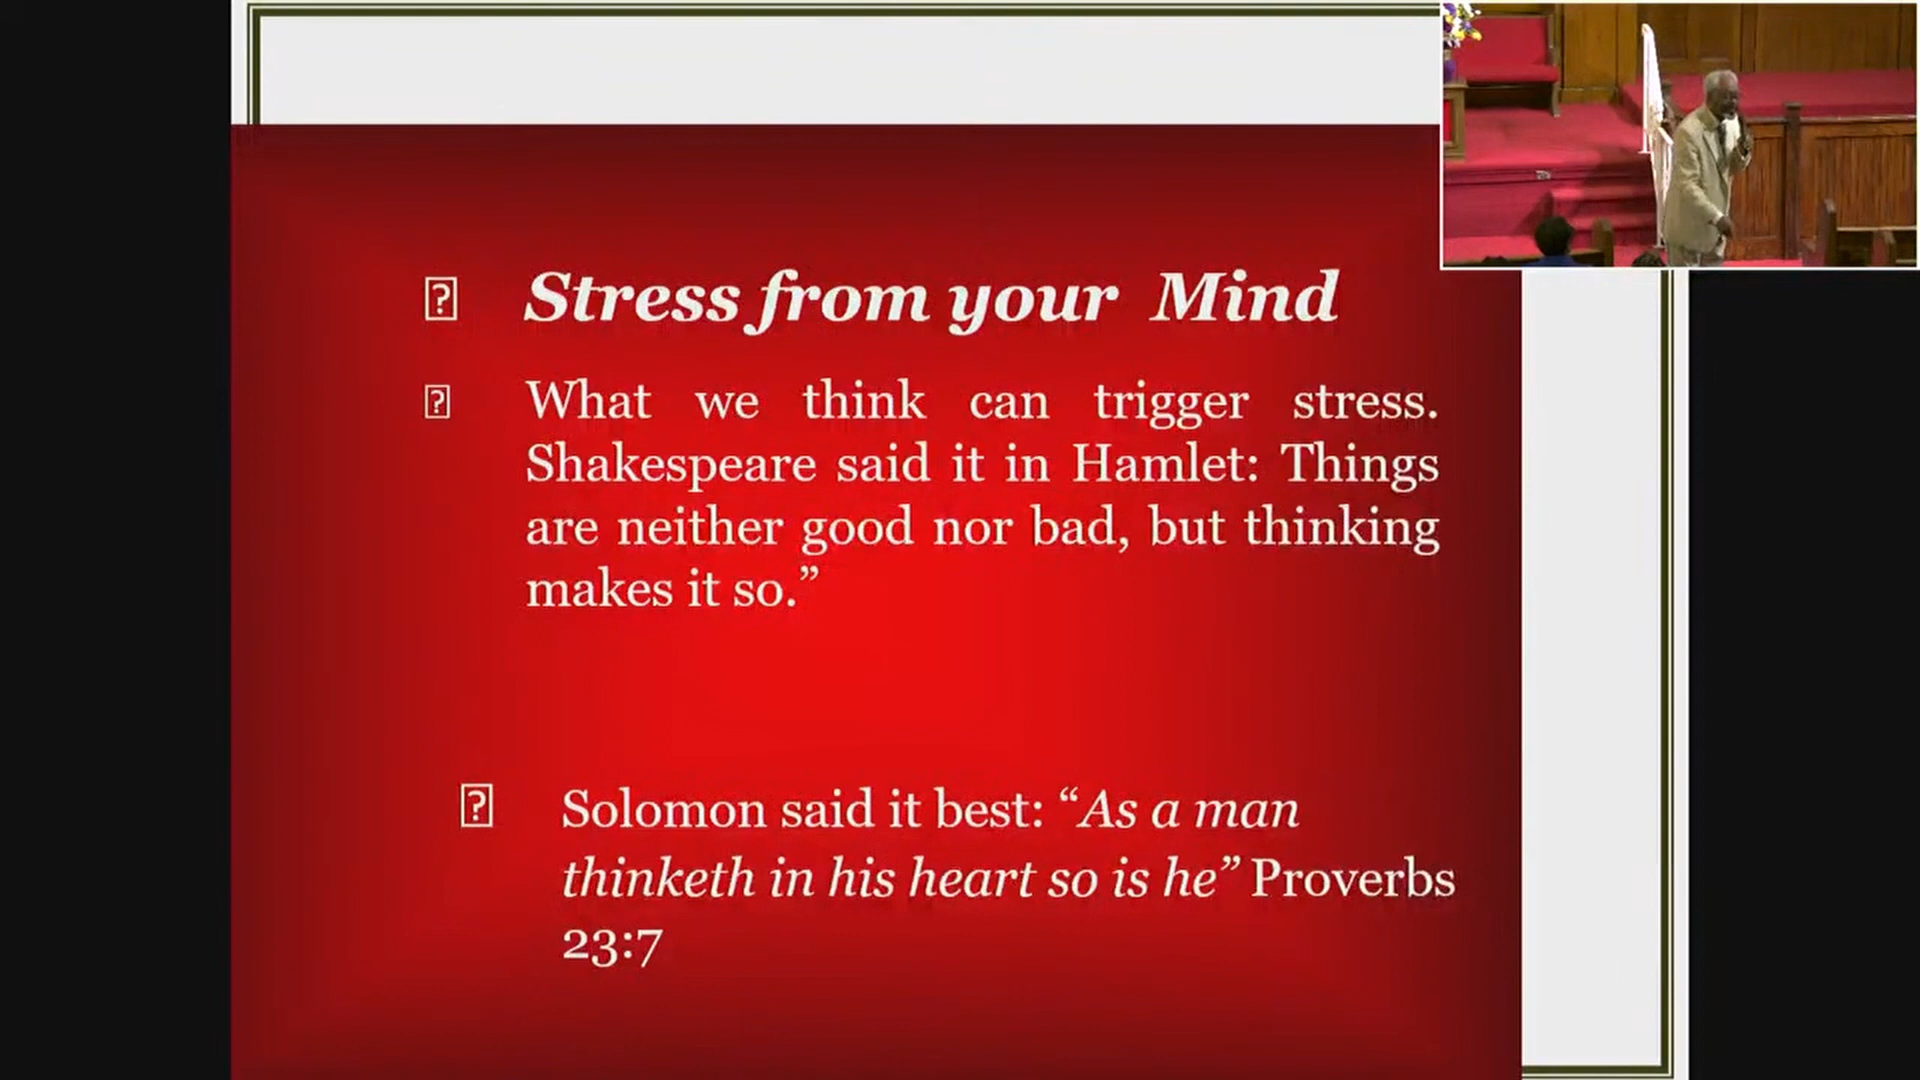 Stress from your Mind
What we think can trigger stress.
Shakespeare said it in Hamlet: Things
are neither good nor bad, but thinking
makes it so.”
Solomon said it best: “As a man
thinketh in his heart so is he” Proverbs
23:7